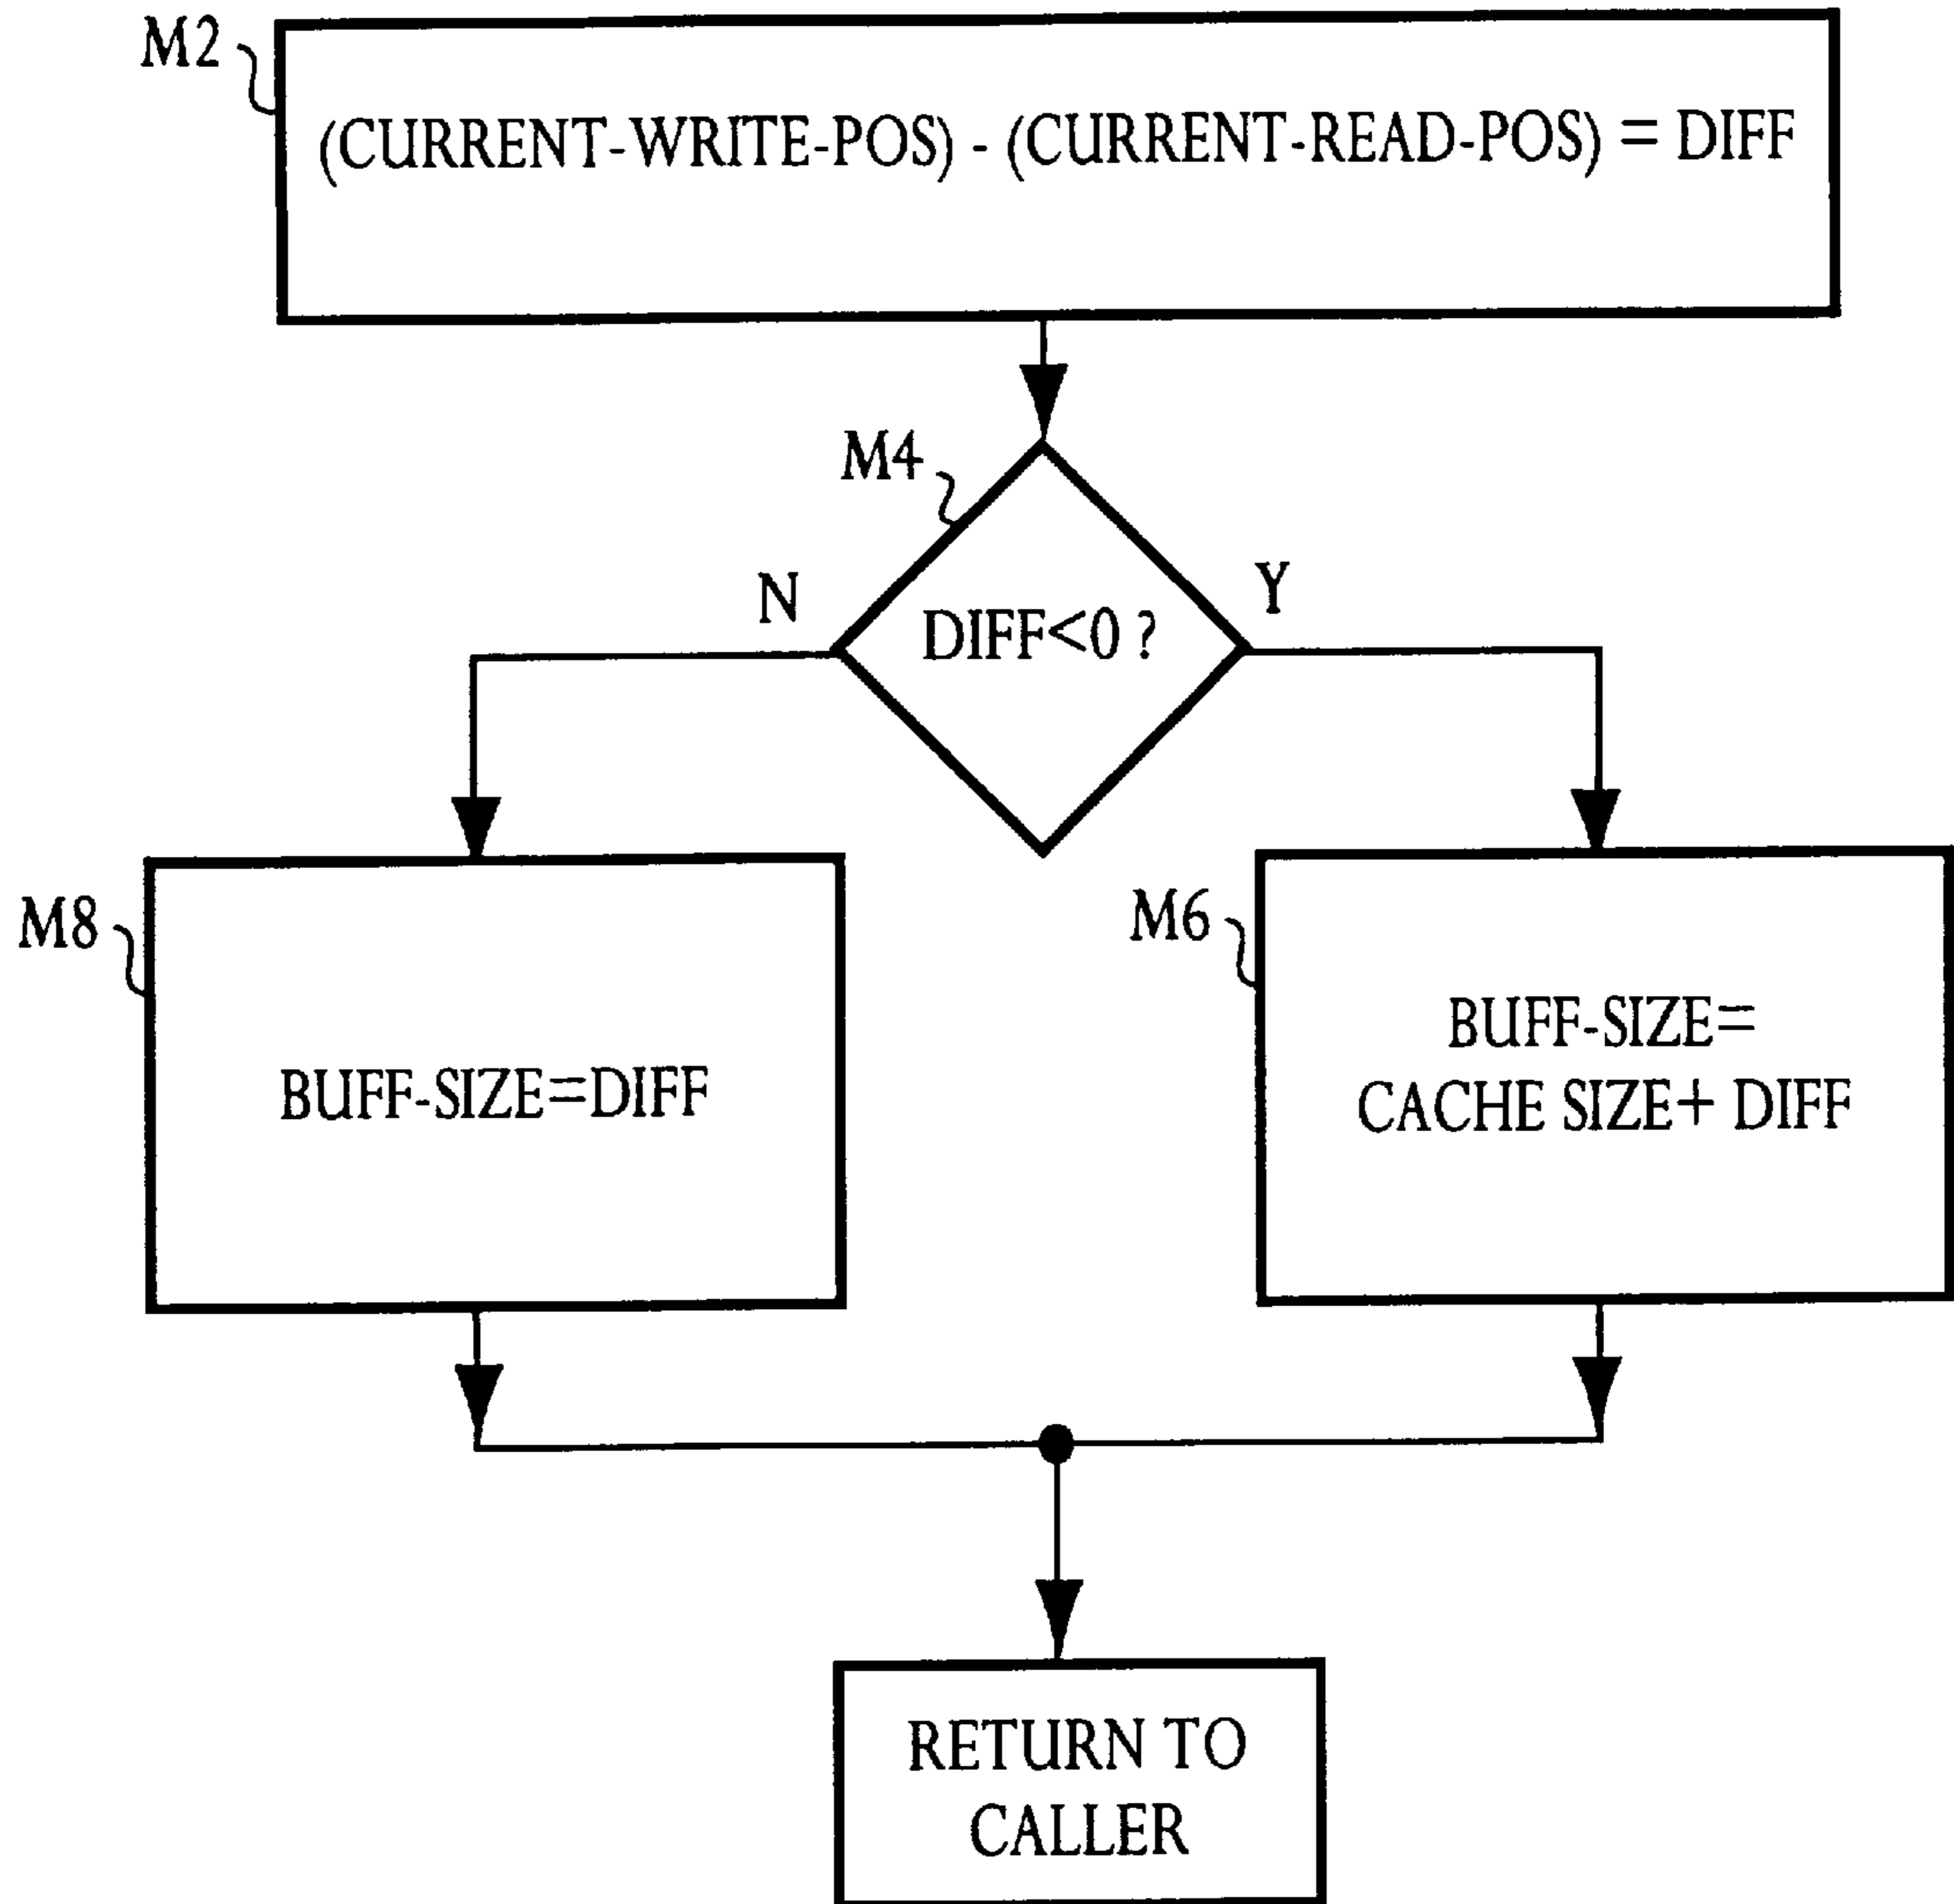 M2
(CURRENT-WRITE-POS) - (CURRENT-READ-POS) = DIFF
M4
N
DIFF<0 ?
Y
M8
BUFF-SIZE=DIFF
M6
BUFF-SIZE=
CACHE SIZE+ DIFF
RETURN TO
CALLER